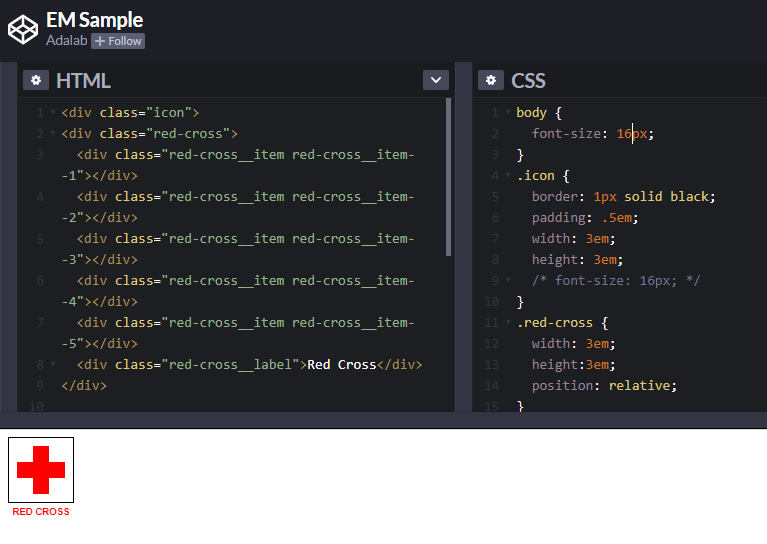 EM Sample
Adalab + Follow
HTML
1 <div class="icon">
2 <div class="red-cross">
3 <div class="red-cross__item red-cross__item-
-1"></div>
4 <div class="red-cross__item red-cross__item-
-2"></div>
5 <div class="red-cross__item red-cross__item-
-3"></div>
6 <div class="red-cross__item red-cross__item-
-4"></div>
7 <div class="red-cross__item red-cross__item-
-5"></div>
8 <div class="red-cross__label">Red Cross</div>
9 </div>
10
CSS
1 body {
2 font-size: 16px;
3 }
4 .icon {
5 border: 1px solid black;
6 padding: .5em;
7 width: 3em;
8 height: 3em;
9 /* font-size: 16px; */
10 }
11 .red-cross {
12 width: 3em;
13 height:3em;
14 position: relative;
15 }
RED CROSS